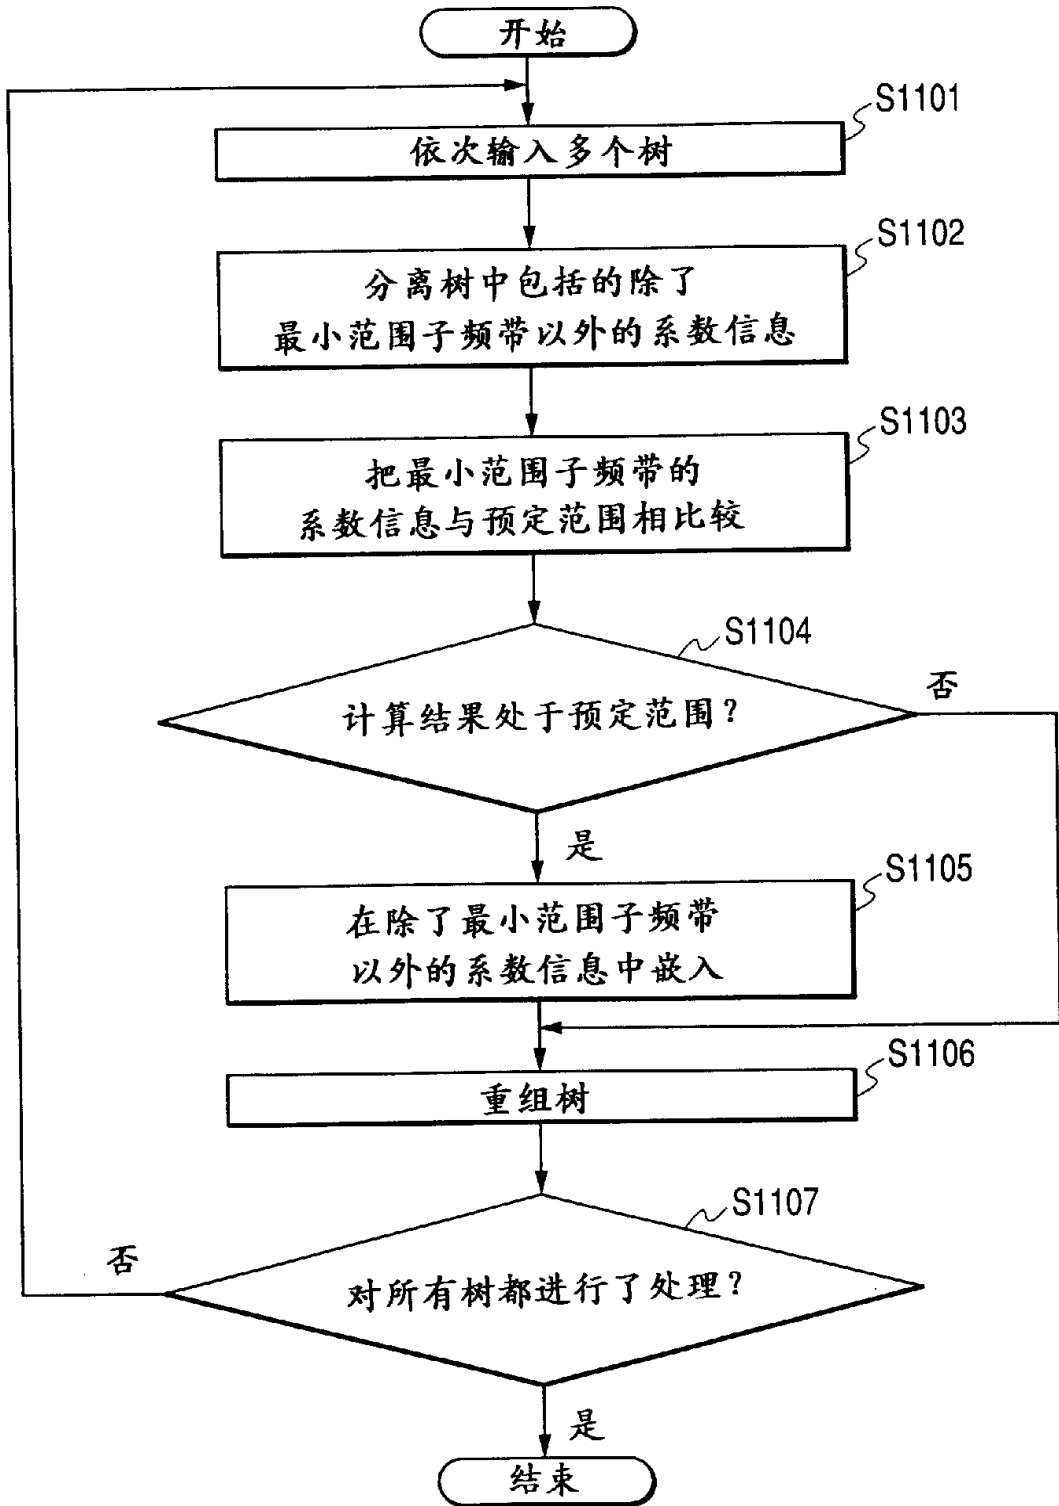 开始
S1101
依次输入多个树
S1102
分离树中包括的除了
最小范围子频带以外的系数信息
S1103
把最小范围子频带的
系数信息与预定范围相比较
S1104
计算结果处于预定范围?
否
是
S1105
在除了最小范围子频带
以外的系数信息中嵌入
S1106
重组树
S1107
否
对所有树都进行了处理?
是
结束